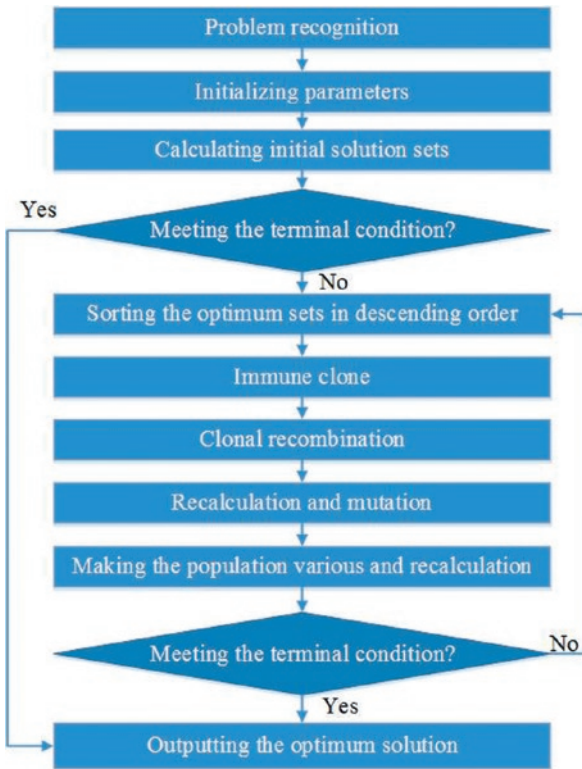 Problem recognition
Initializing parameters
Calculating initial solution sets
Yes
Meeting the terminal condition?
No
Sorting the optimum sets in descending order
Immune clone
Clonal recombination
Recalculation and mutation
Making the population various and recalculation
Meeting the terminal condition?
No
Yes
Outputting the optimum solution